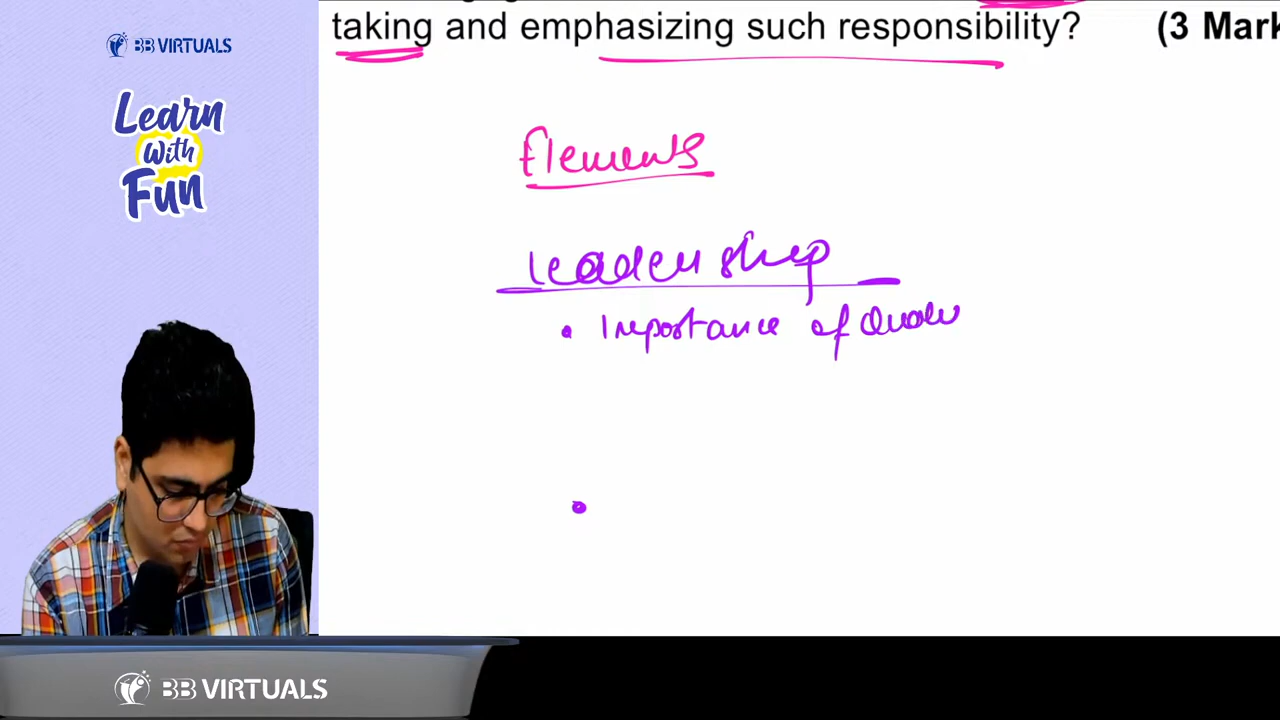 BB VIRTUALS
Learn
With
Fun
taking and emphasizing such responsibility? (3 Mark
Elements
leadership
• Importance of
•
BB VIRTUALS